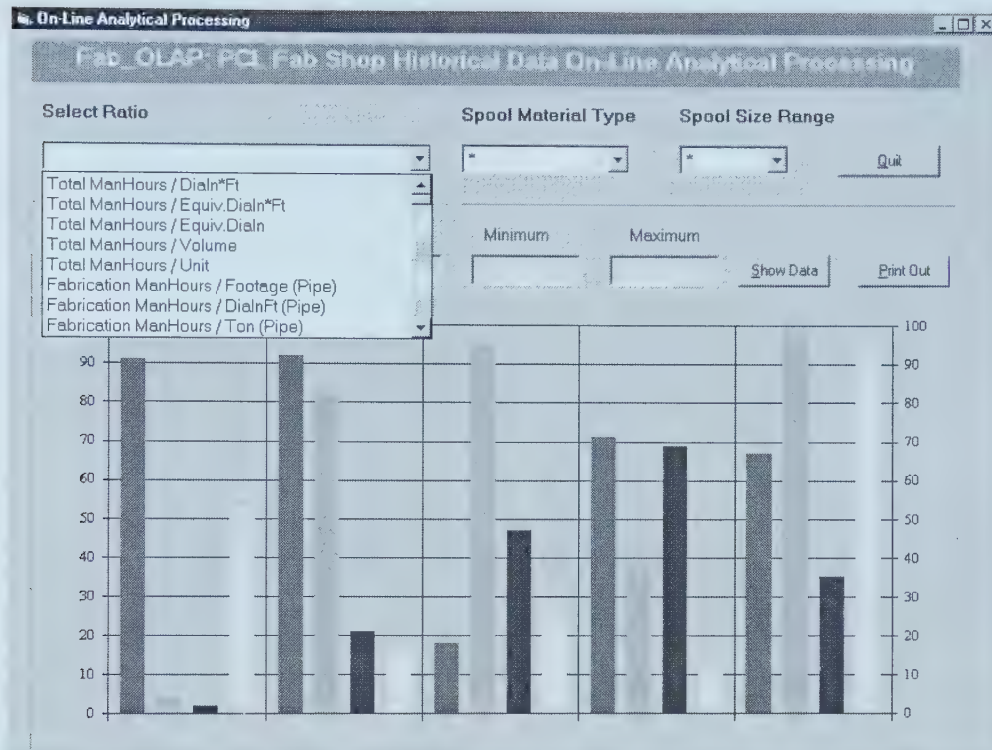 On-Line Analytical Processing
Fab_OLAP: PCL Fab Shop Historical Data On-Line Analytical Processing
Select Ratio Spool Material Type Spool Size Range
* * Quit
Total ManHours / DiaIn*Ft
Total ManHours / Equiv.DiaIn*Ft
Total ManHours / Equiv.DiaIn
Total ManHours / Volume
Total ManHours / Unit
Fabrication ManHours / Footage (Pipe)
Fabrication ManHours / DiaInFt (Pipe)
Fabrication ManHours / Ton (Pipe)
Minimum Maximum
Show Data Print Out
100
90 90
80 80
70 70
60 60
50 50
40 40
30 30
20 20
10 10
0 0